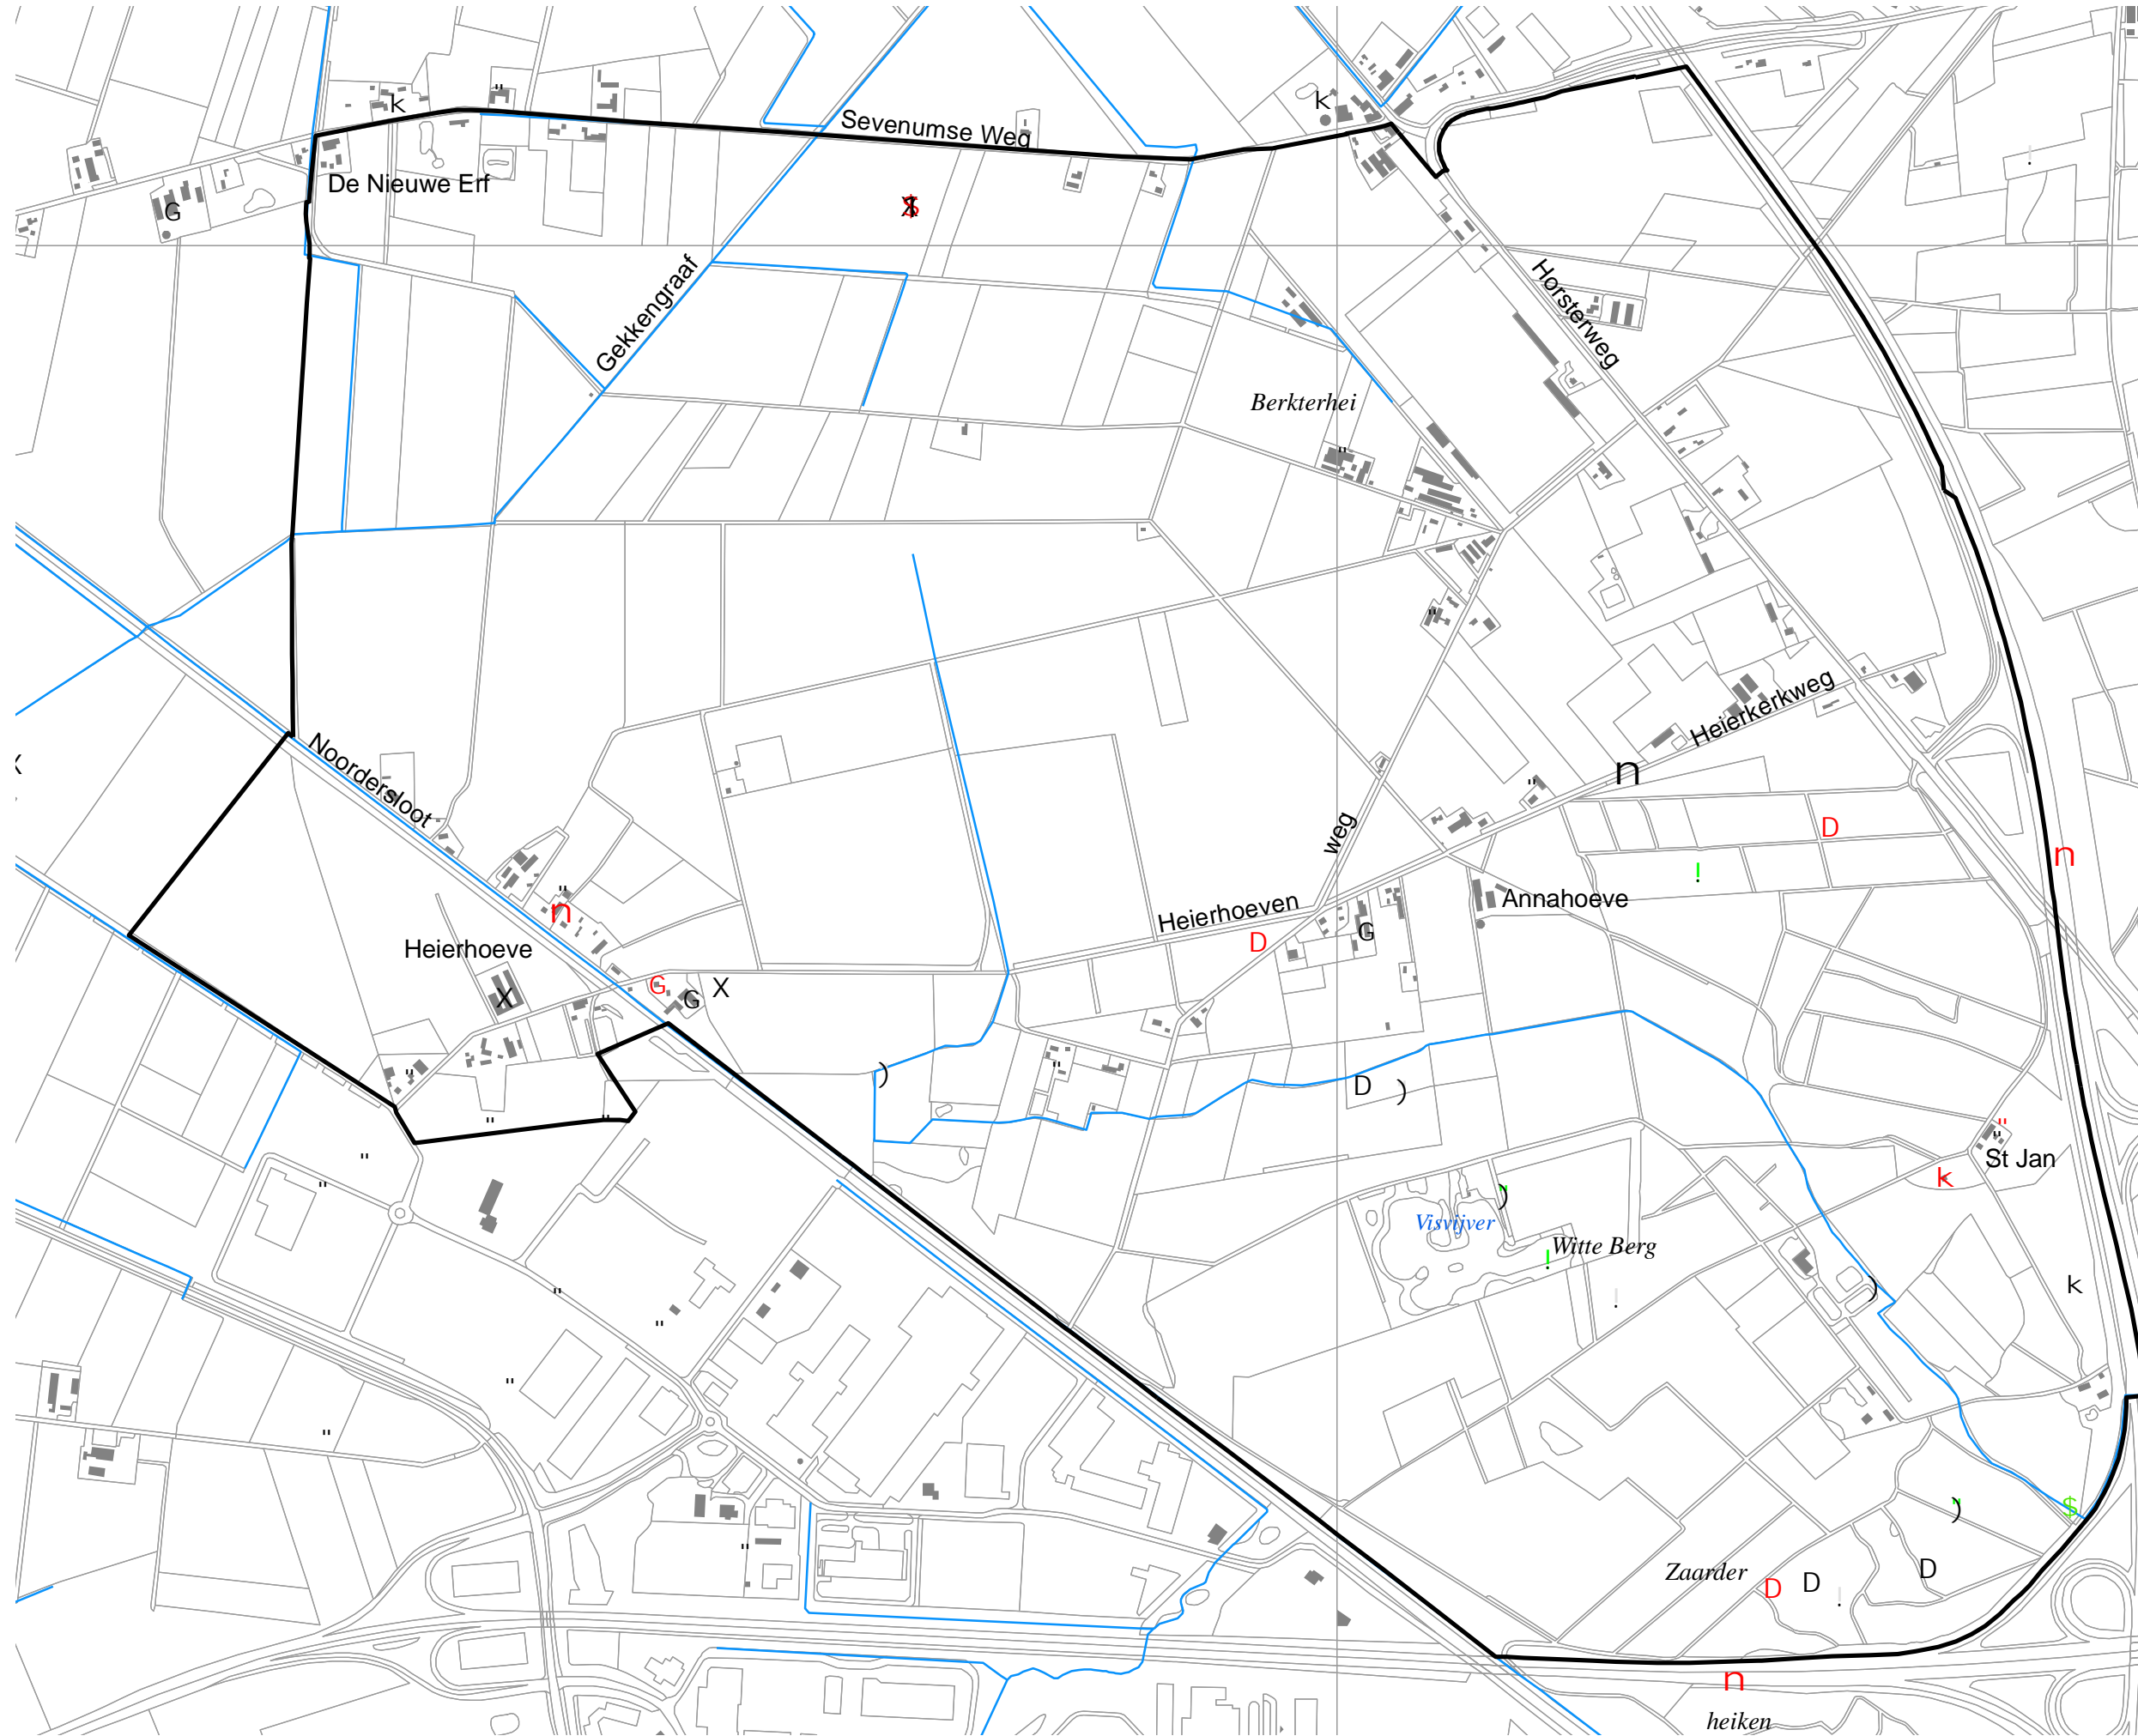 k
"
k
Sevenumse Weg
!
De Nieuwe Erf
G
X
$
Gekkengraaf
Horsterweg
Berkterhei
"
"
Heierkerkweg
Noordersloot
X
n
"
weg
D
n
!
"
n
Annahoeve
Heierhoeven
D
G
Heierhoeve
X
G
G
X
)
"
"
D
)
"
"
"
"
St Jan
"
"
k
)
Visvijver
Witte Berg
!
!
)
k
"
"
"
"
"
)
$
Zaarder
D
D
D
!
n
heiken